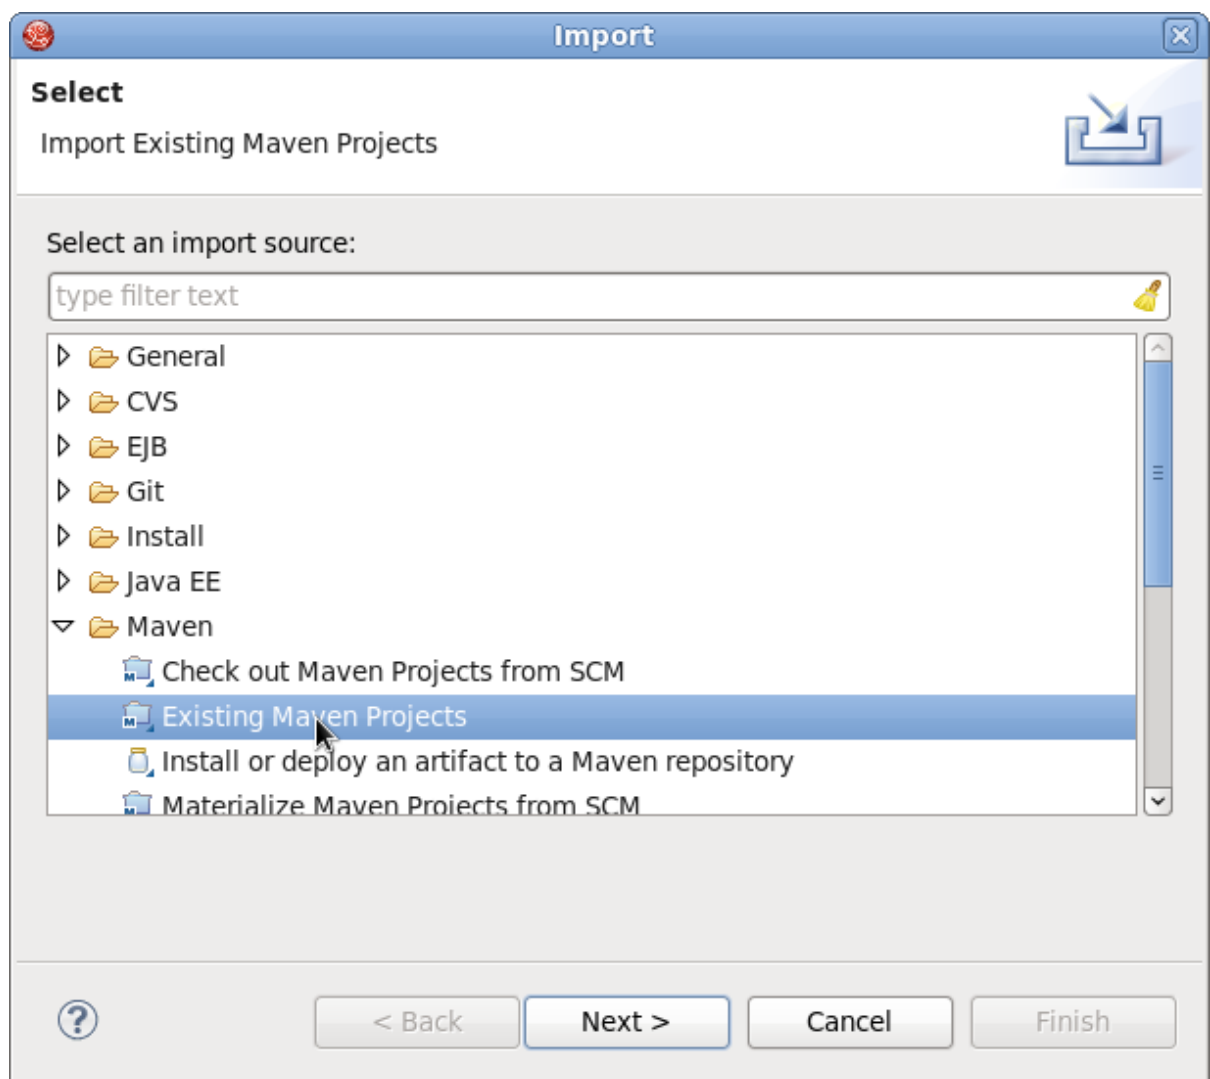 Import
Select
Import Existing Maven Projects
Select an import source:
type filter text
General
CVS
EJB
Git
Install
Java EE
Maven
Check out Maven Projects from SCM
Existing Maven Projects
Install or deploy an artifact to a Maven repository
Materialize Maven Projects from SCM
< Back Next > Cancel Finish